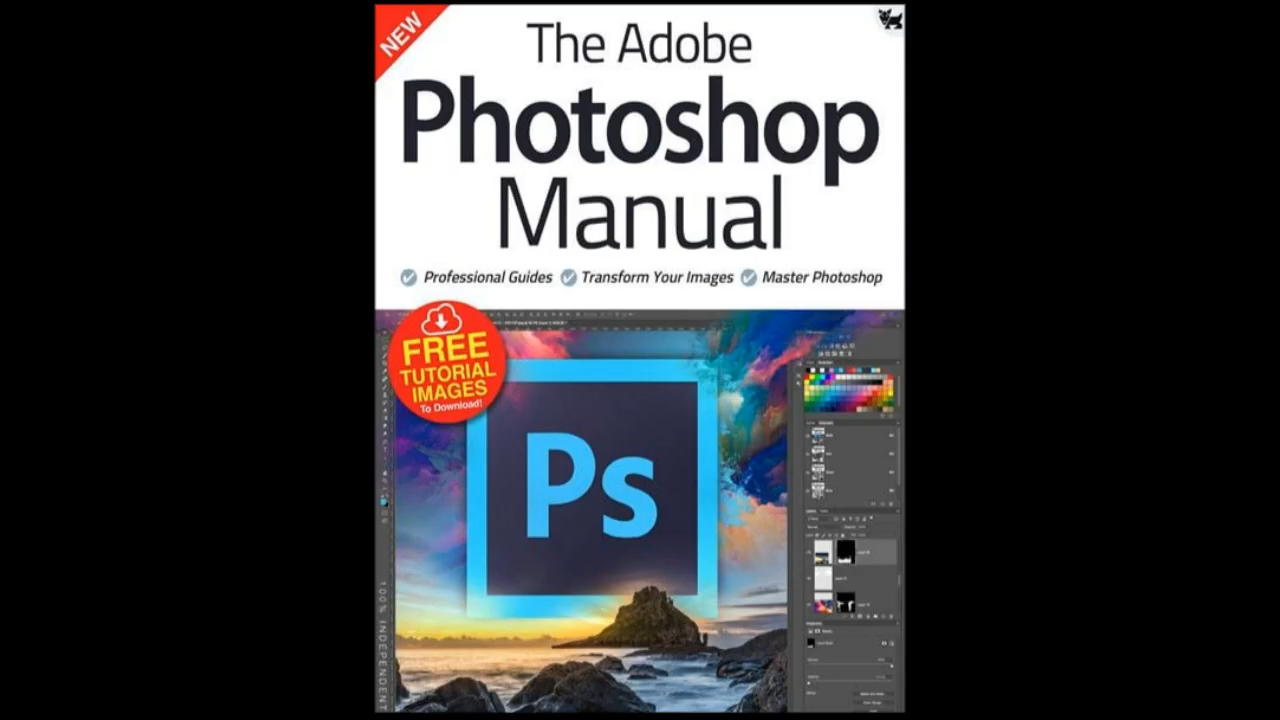 NEW
The Adobe
Photoshop
Manual
Professional Guides Transform Your Images Master Photoshop
FREE
TUTORIAL
IMAGES
To Download!
Ps
100% INDEPENDENT